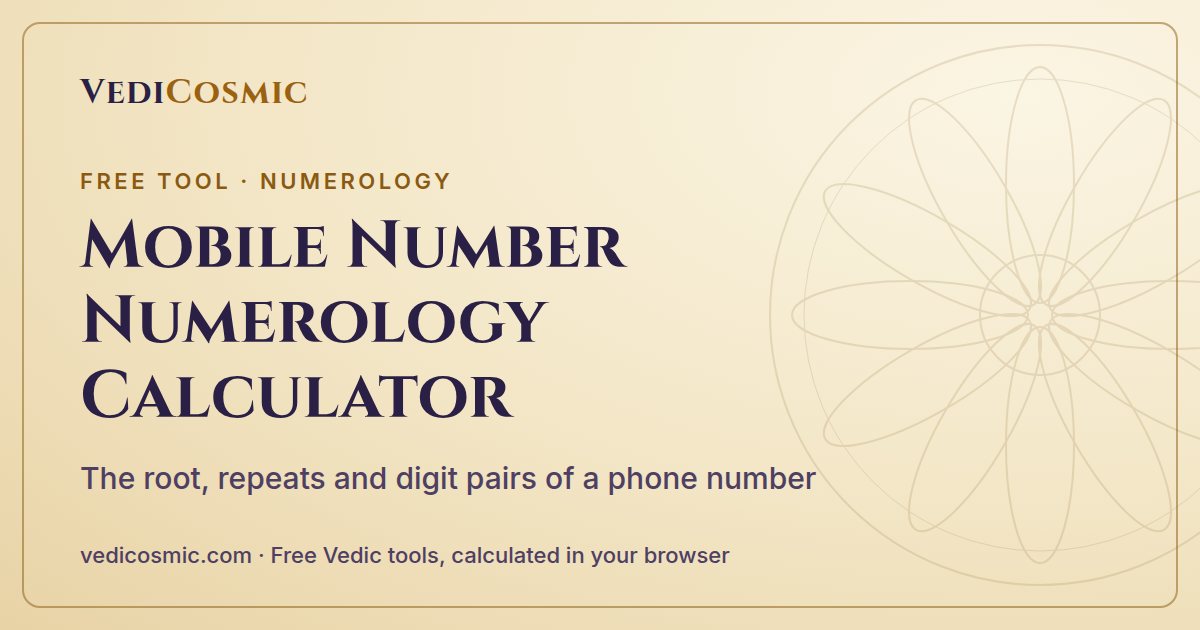 VediCosmic
FREE TOOL · NUMEROLOGY
Mobile Number
Numerology
Calculator
The root, repeats and digit pairs of a phone number
vedicosmic.com · Free Vedic tools, calculated in your browser